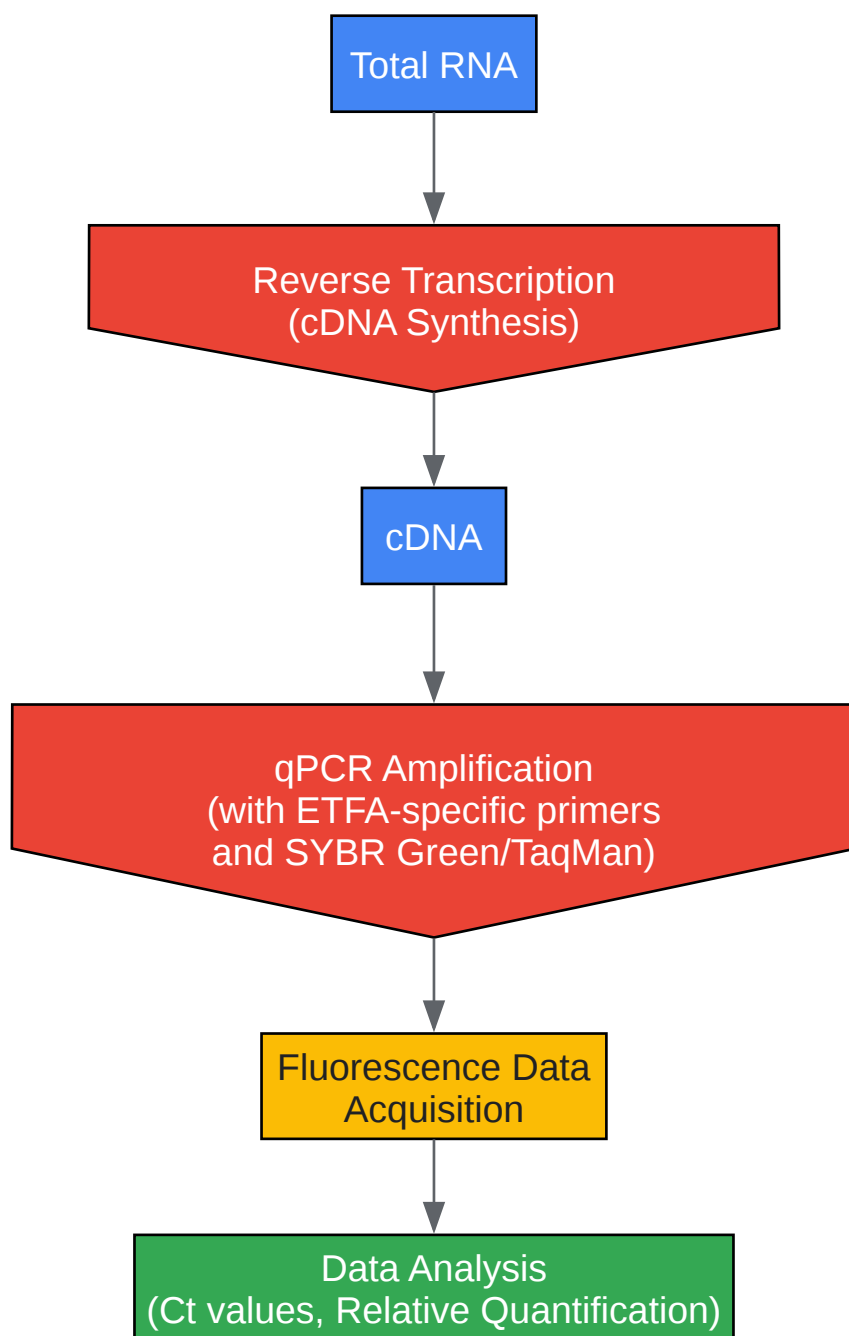 Total RNA
Reverse Transcription
(cDNA Synthesis)
cDNA
qPCR Amplification
(with ETFA-specific primers
and SYBR Green/TaqMan)
Fluorescence Data
Acquisition
Data Analysis
(Ct values, Relative Quantification)